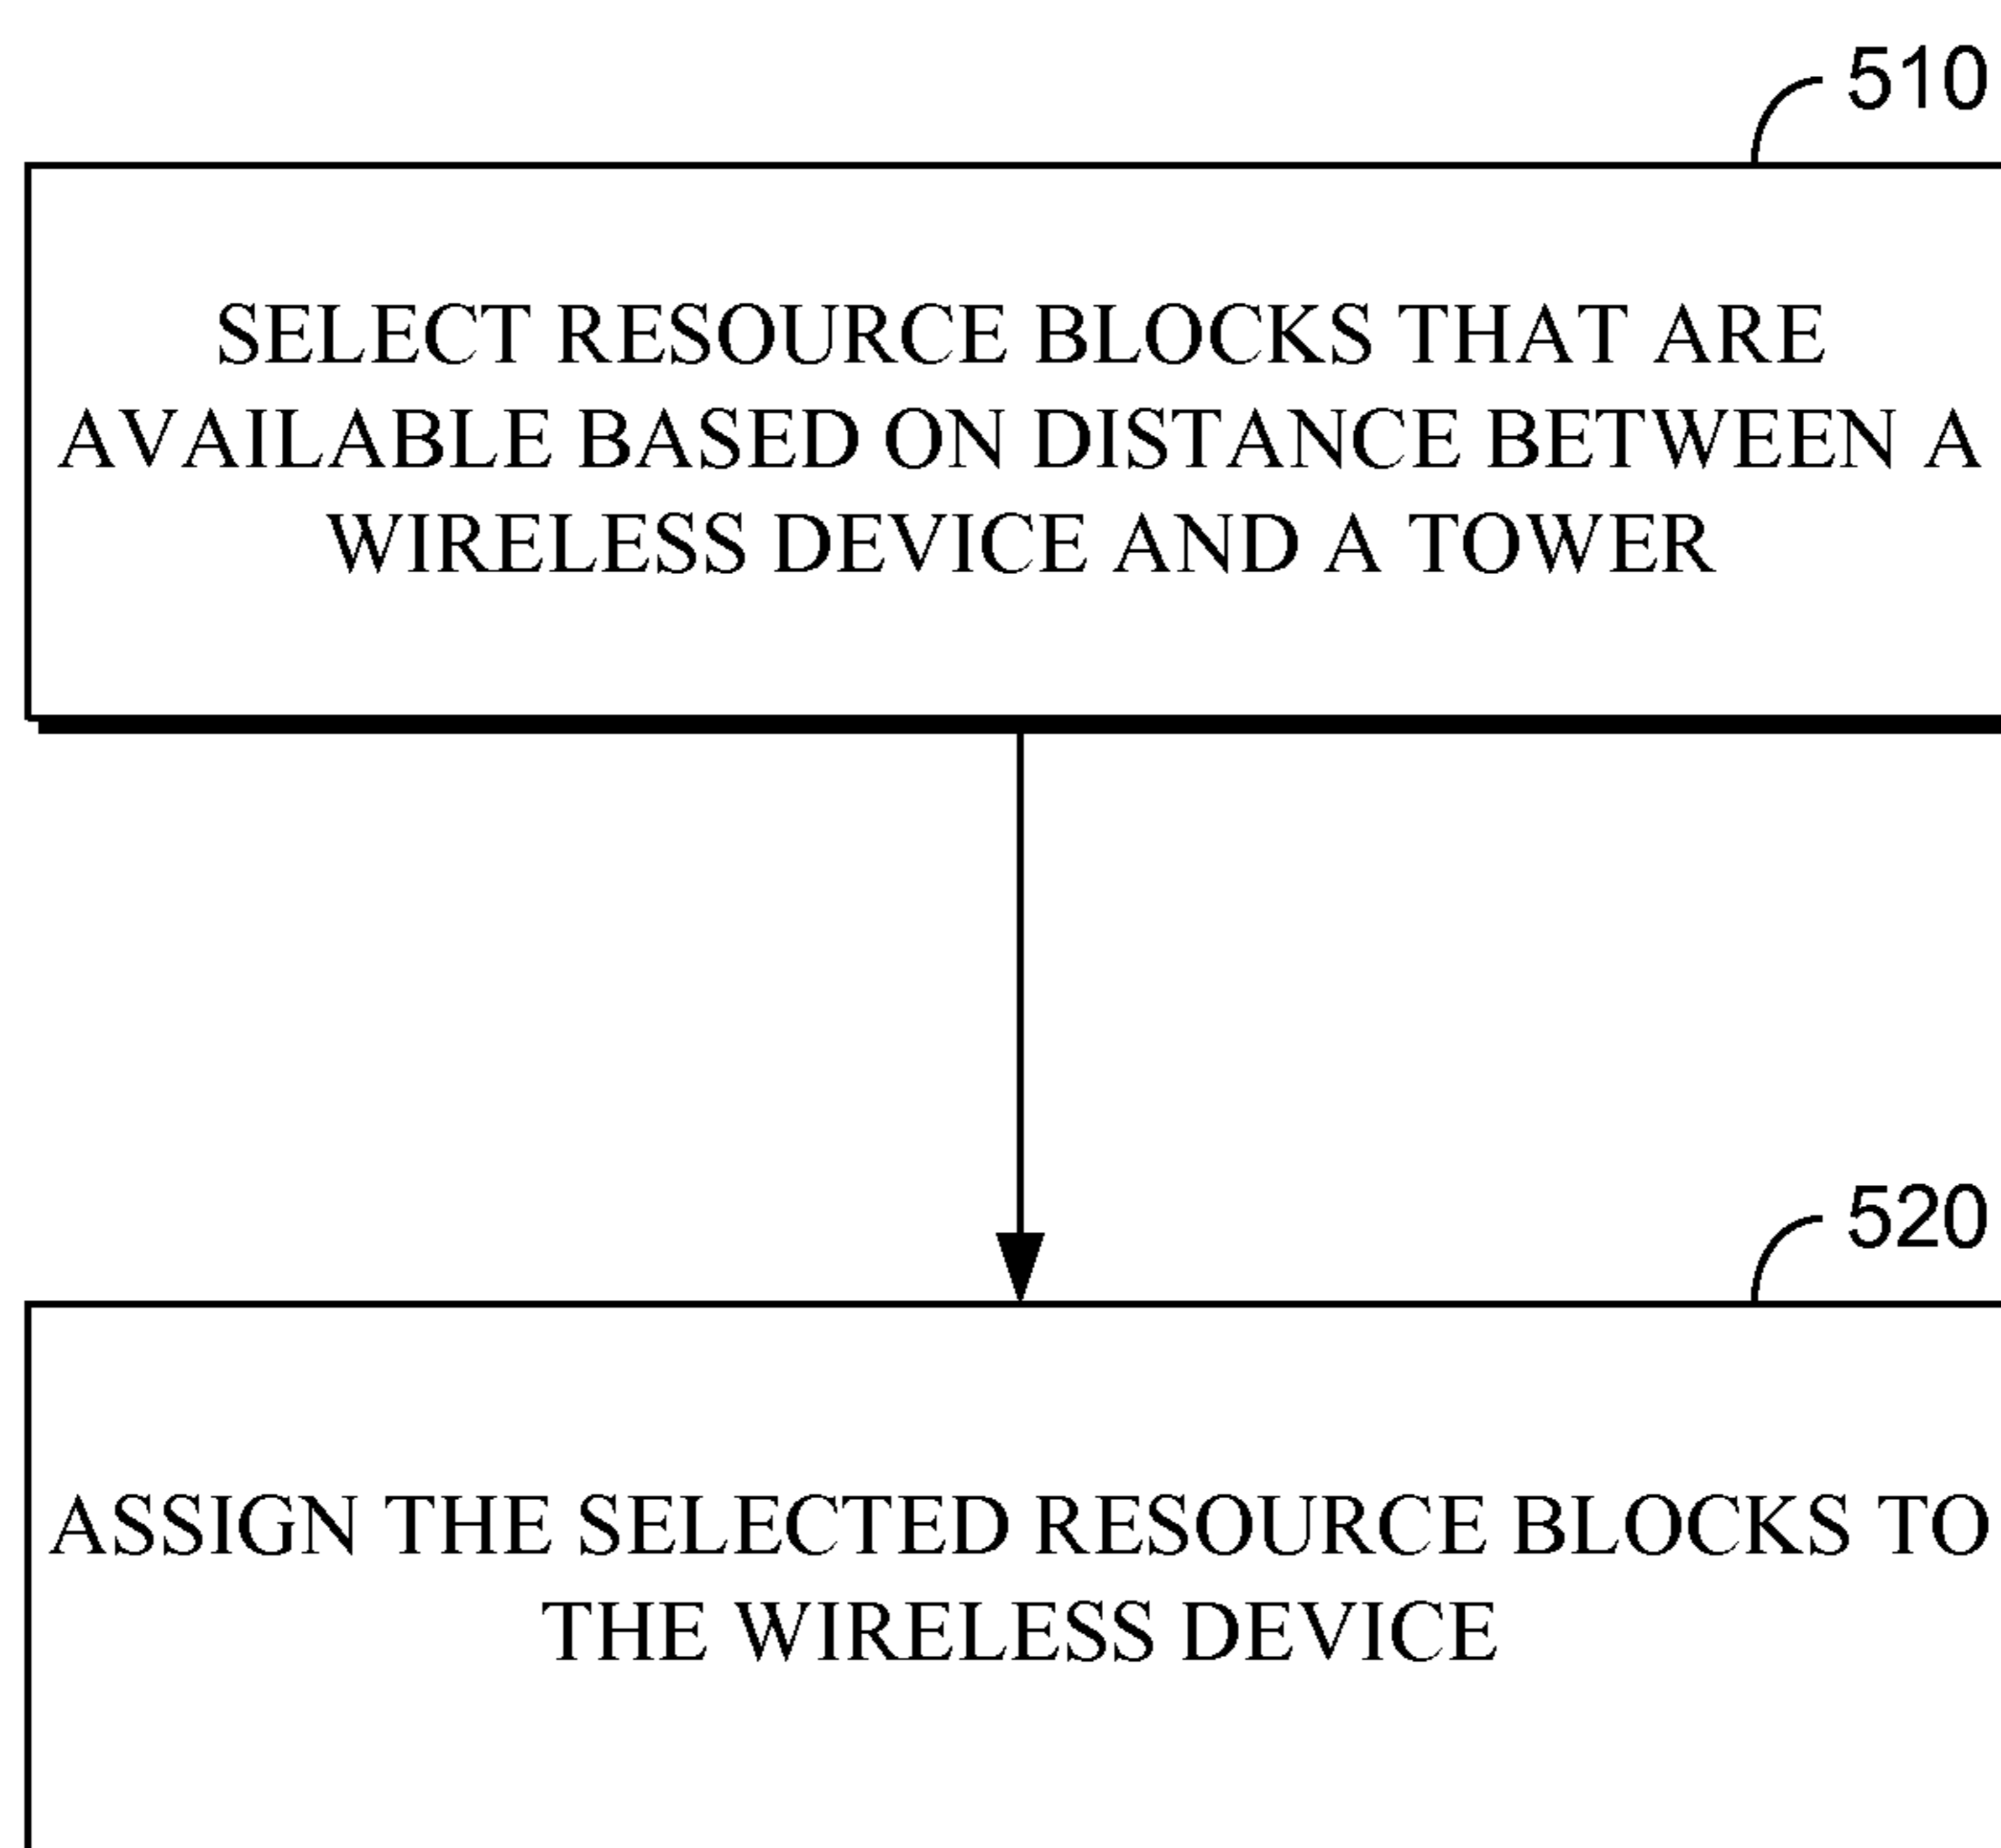 510
SELECT RESOURCE BLOCKS THAT ARE
AVAILABLE BASED ON DISTANCE BETWEEN A
WIRELESS DEVICE AND A TOWER
520
ASSIGN THE SELECTED RESOURCE BLOCKS TO
THE WIRELESS DEVICE